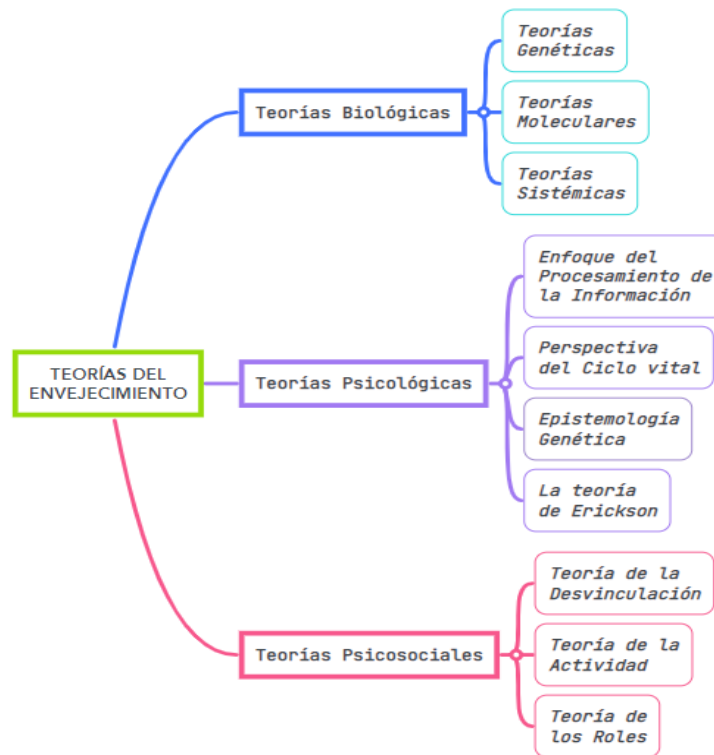 TEORÍAS DEL
ENVEJECIMIENTO
Teorías Biológicas
Teorías
Genéticas
Teorías
Moleculares
Teorías
Sistémicas
Teorías Psicológicas
Enfoque del
Procesamiento de
la Información
Perspectiva
del Ciclo vital
Epistemología
Genética
La teoría
de Erickson
Teorías Psicosociales
Teoría de la
Desvinculación
Teoría de la
Actividad
Teoría de
los Roles